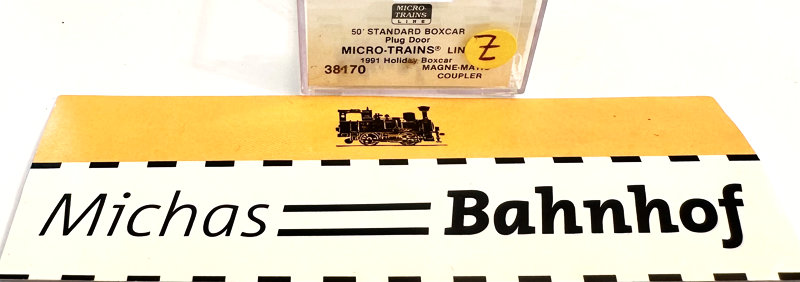 MICRO-
TRAINS
LINE
50' STANDARD BOXCAR
Plug Door
MICRO-TRAINS® LIN
1991 Holiday Boxcar
38170 MAGNE-MATIC
COUPLER
Z
Michas Bahnhof